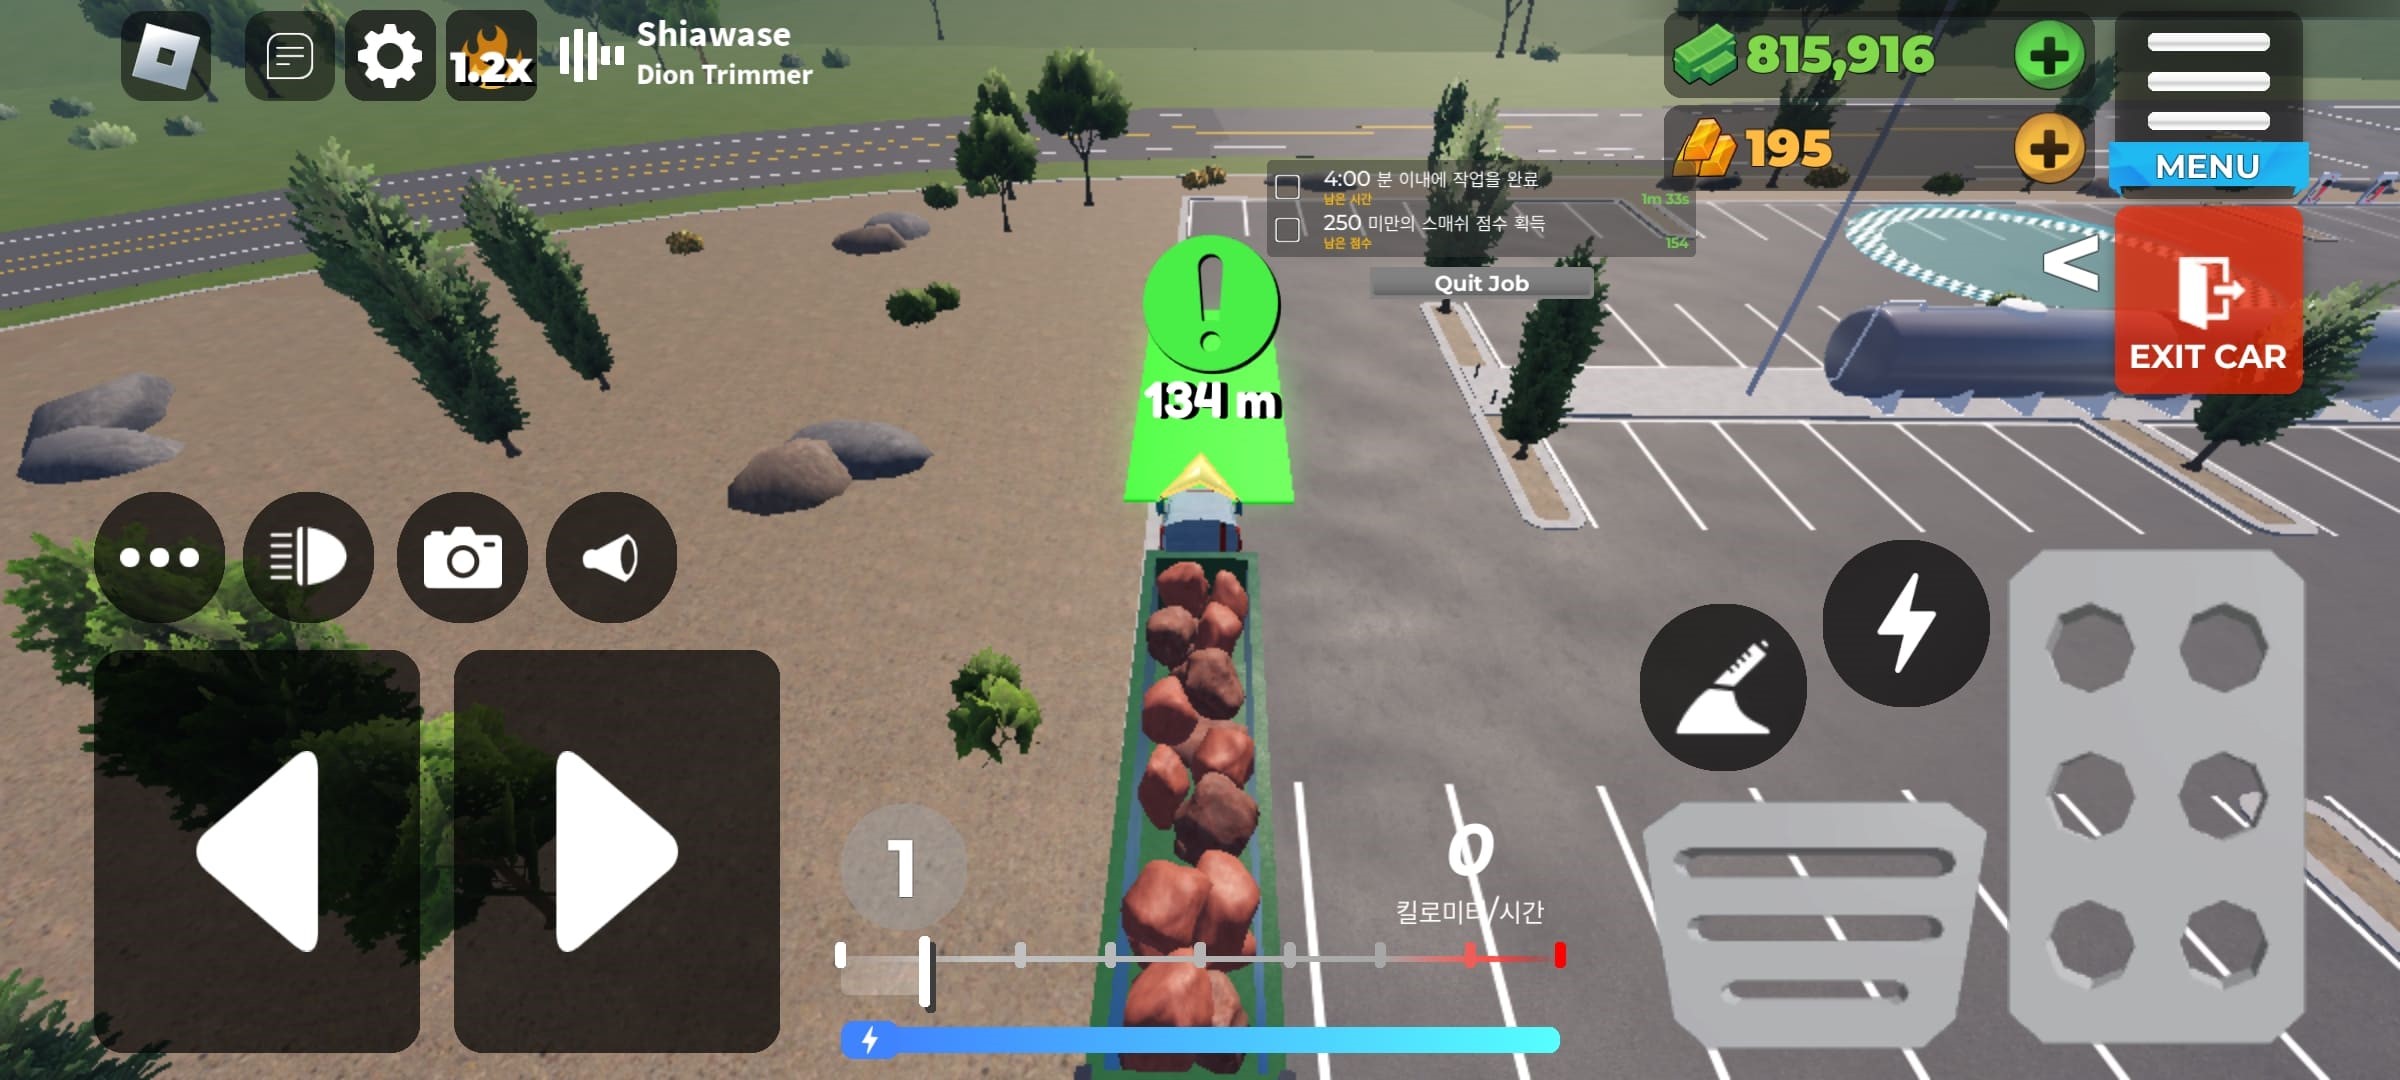 1.2x
Shiawase
Dion Trimmer
815,916
195
MENU
4:00 분 이내에 작업을 완료
남은 시간
1m 33s
250 미만의 스매쉬 점수 획득
남은 점수
154
Quit Job
<
EXIT CAR
!
134 m
1
0
킬로미터/시간